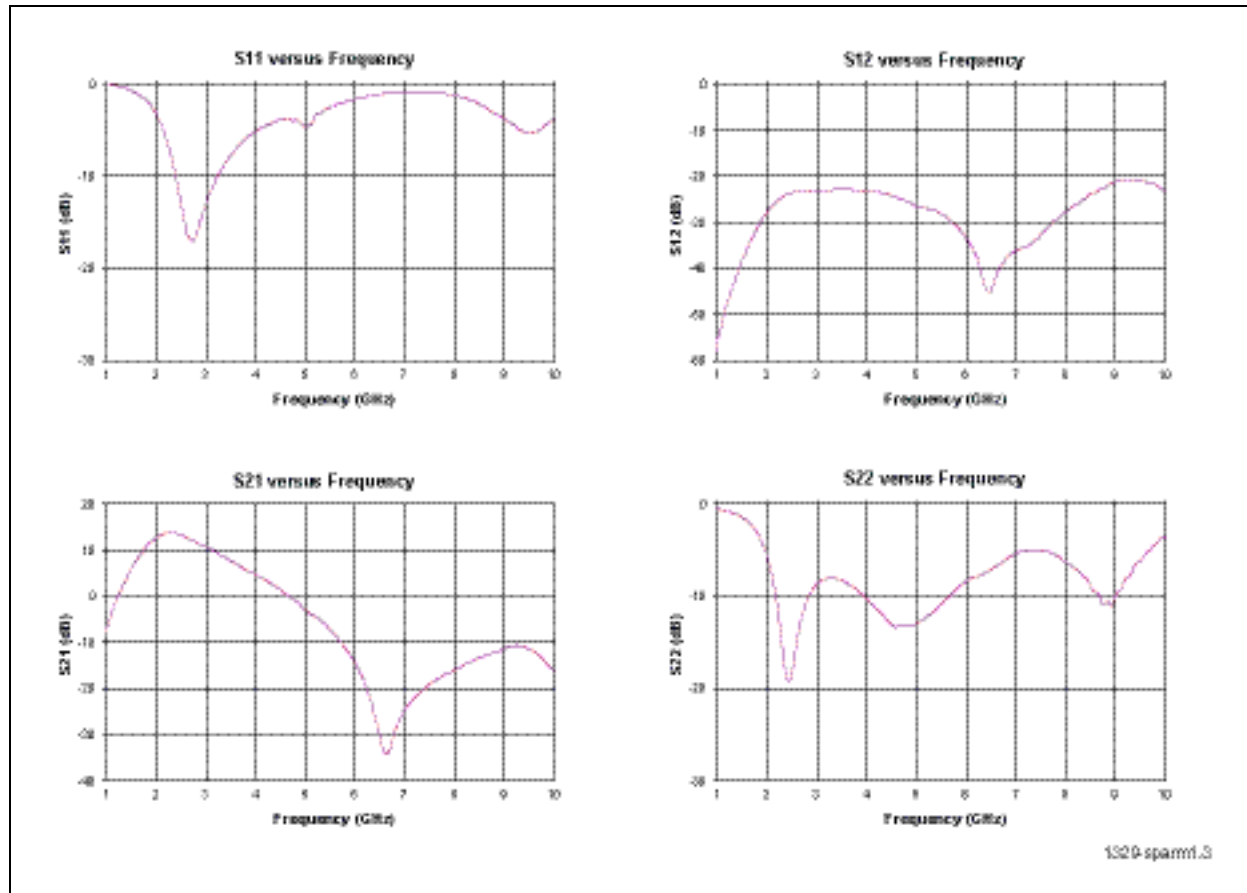 S11 versus Frequency
0
-10
-20
-30
S11 (dB)
1 2 3 4 5 6 7 8 9 10
Frequency (GHz)
S12 versus Frequency
0
-10
-20
-30
-40
-50
-60
S12 (dB)
1 2 3 4 5 6 7 8 9 10
Frequency (GHz)
S21 versus Frequency
20
10
0
-10
-20
-30
-40
S21 (dB)
1 2 3 4 5 6 7 8 9 10
Frequency (GHz)
S22 versus Frequency
0
-10
-20
-30
S22 (dB)
1 2 3 4 5 6 7 8 9 10
Frequency (GHz)
1329-sparm1.3